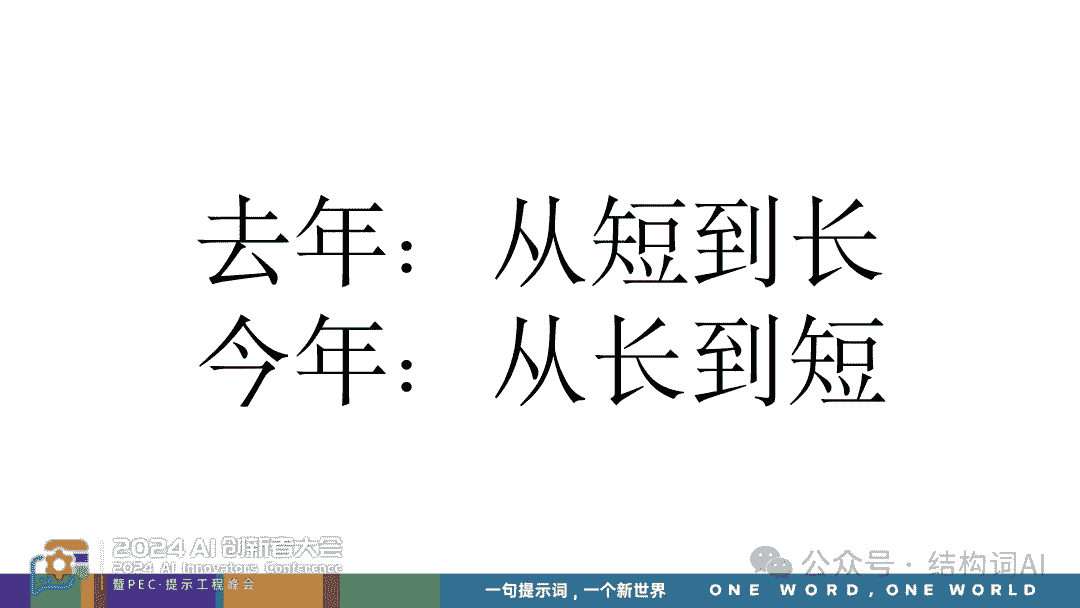 去年：从短到长
今年：从长到短
2024 AI 创新者大会
2024 AI Innovators Conference
暨PEC·提示工程峰会
一句提示词，一个新世界
ONE WORD, ONE WORLD
公众号·结构词AI